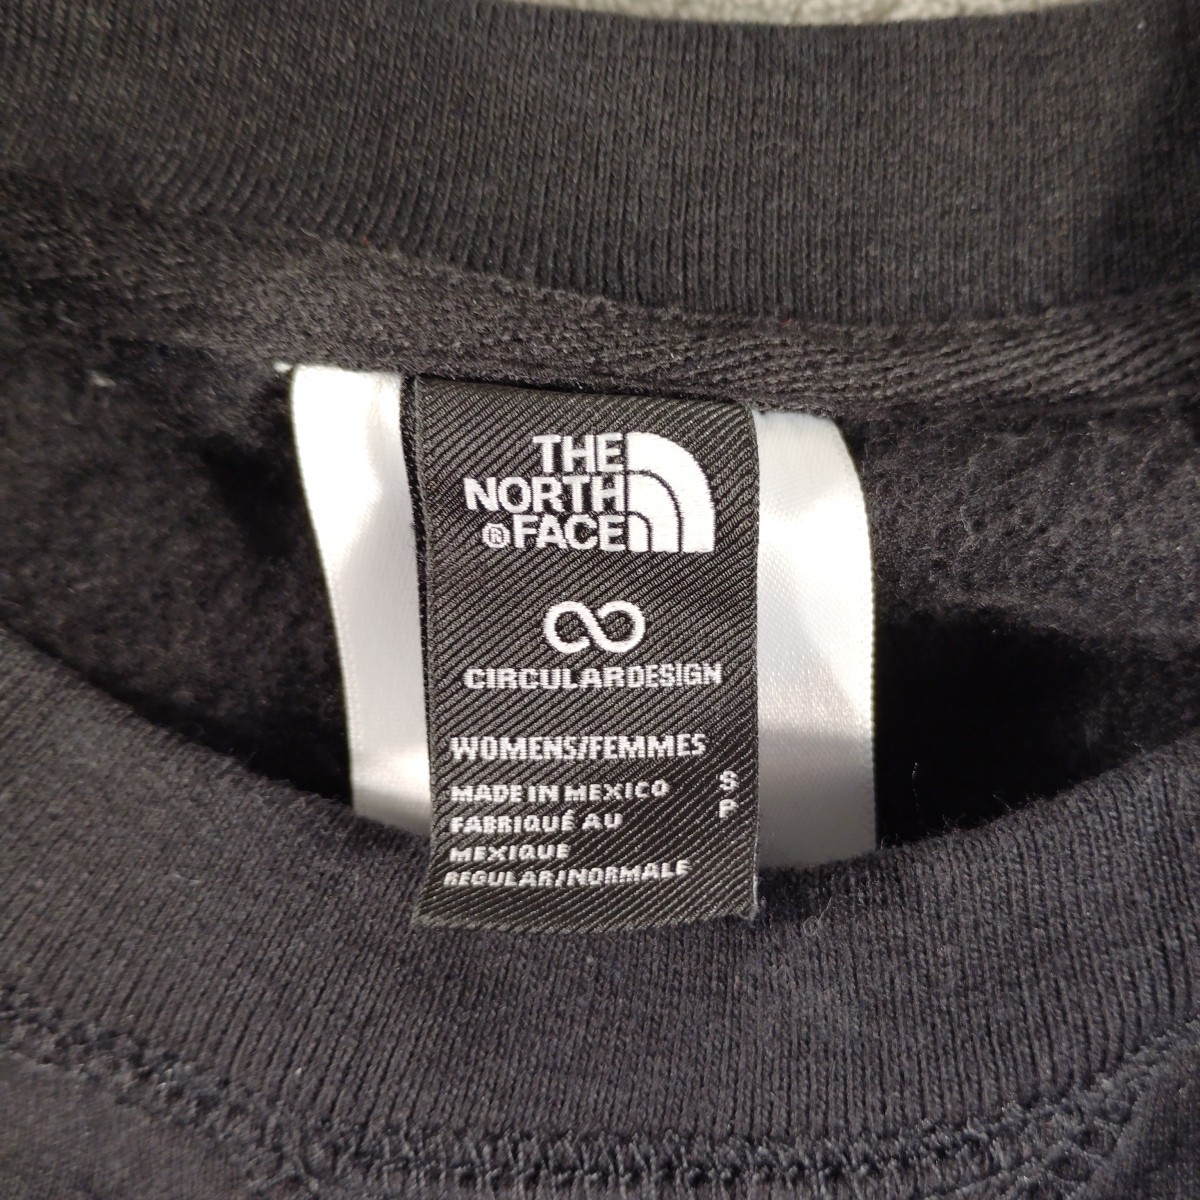 THE
NORTH
® FACE
CIRCULARDESIGN
WOMENS/FEMMES
MADE IN MEXICO S
FABRIQUÉ AU P
MEXIQUE
REGULAR/NORMALE